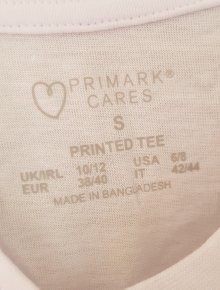 PRIMARK®
CARES
S
PRINTED TEE
UK/IRL 10/12 USA 6/8
EUR 38/40 IT 42/44
MADE IN BANGLADESH